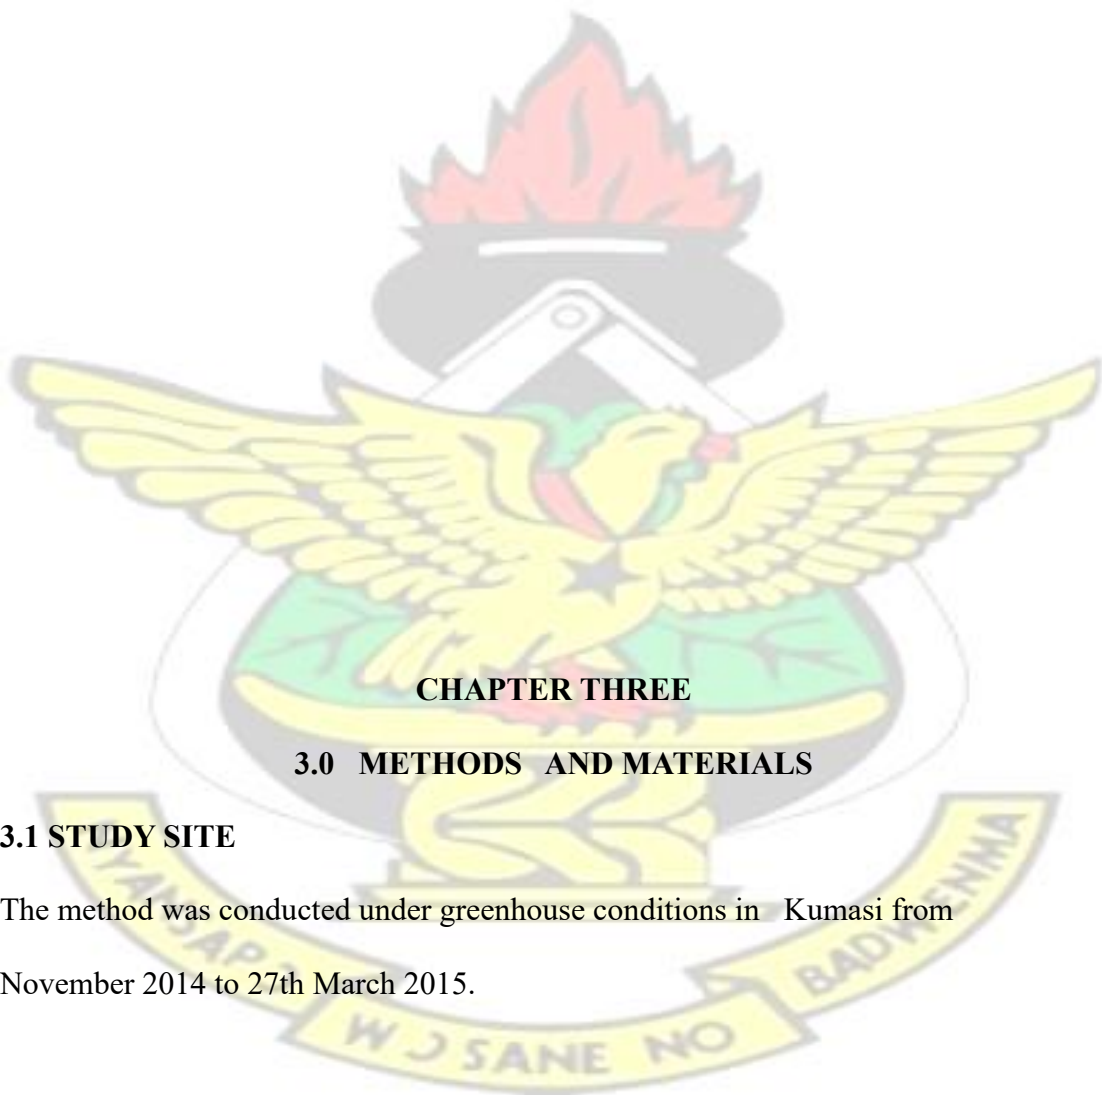 CHAPTER THREE
3.0 METHODS AND MATERIALS
3.1 STUDY SITE
The method was conducted under greenhouse conditions in Kumasi from
November 2014 to 27th March 2015.
BADWENMA
W Ɔ SANE NO